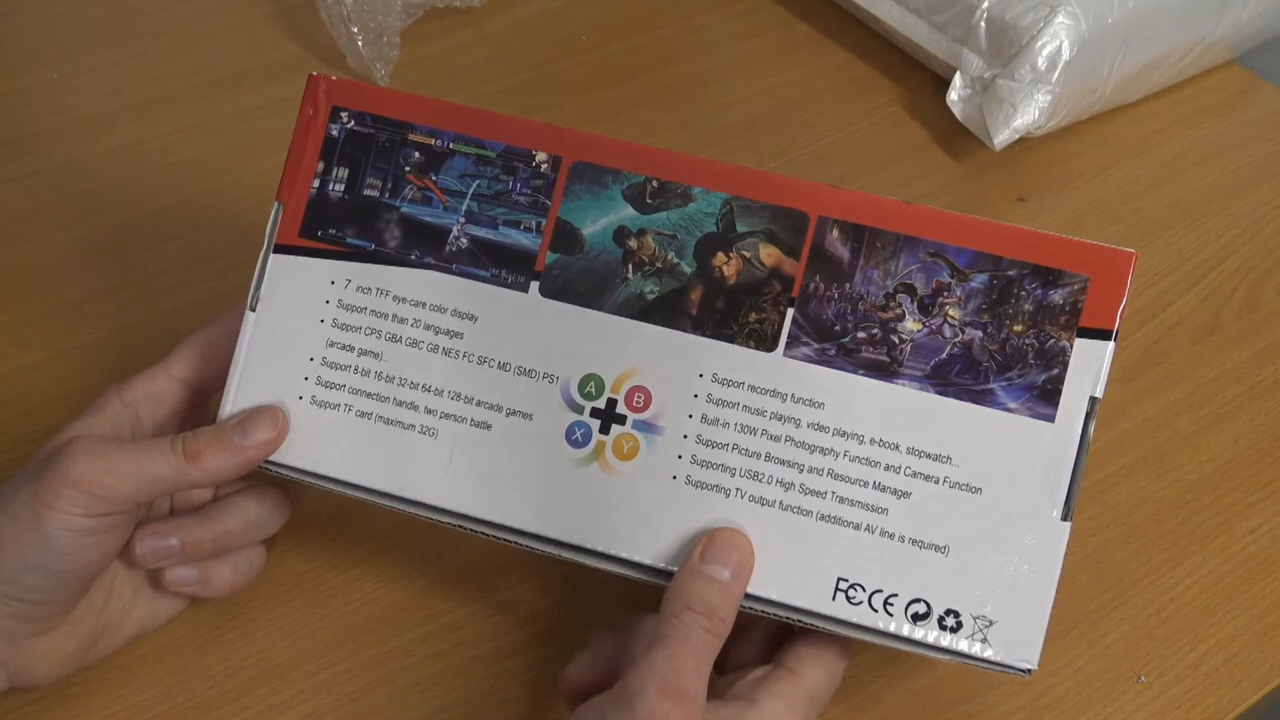 • 7 inch TFF eye-care color display
• Support more than 20 languages
• Support CPS GBA GBC GB NES FC SFC MD (SMD) PS1
(arcade game)...
• Support 8-bit 16-bit 32-bit 64-bit 128-bit arcade games
• Support connection handle, two person battle
• Support TF card (maximum 32G)
A
B
X
Y
• Support recording function
• Support music playing, video playing, e-book, stopwatch...
• Built-in 130W Pixel Photography Function and Camera Function
• Support Picture Browsing and Resource Manager
• Supporting USB2.0 High Speed Transmission
• Supporting TV output function (additional AV line is required)
FC CE